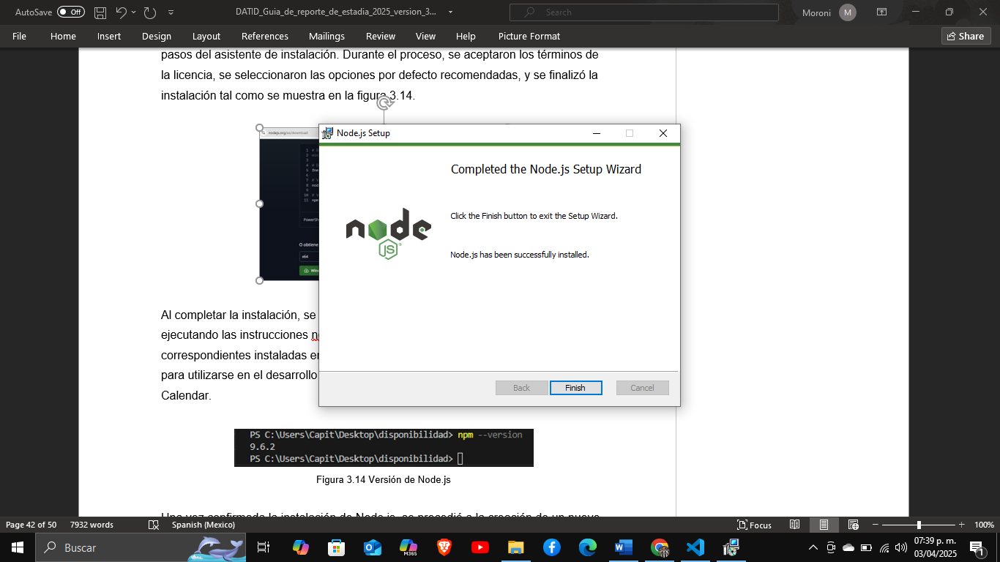 AutoSave Off DATID_Guia_de_reporte_de_estadia_2025_version_3... Search Moroni M
File Home Insert Design Layout References Mailings Review View Help Picture Format Share
pasos del asistente de instalación. Durante el proceso, se aceptaron los términos de
la licencia, se seleccionaron las opciones por defecto recomendadas, y se finalizó la
instalación tal como se muestra en la figura 3.14.
nodejs.org/es/download
PowerSh
O obtiene
x64
Win
Node.js Setup
Completed the Node.js Setup Wizard
Click the Finish button to exit the Setup Wizard.
node
JS
Node.js has been successfully installed.
Back Finish Cancel
Al completar la instalación, se
ejecutando las instrucciones
correspondientes instaladas
para utilizarse en el desarrollo
Calendar.
PS C:\Users\Capit\Desktop\disponibilidad> npm --version
9.6.2
PS C:\Users\Capit\Desktop\disponibilidad>
Figura 3.14 Versión de Node.js
Una vez confirmada la instalación de Node.js, se procedió a la creación de un nuevo
Page 42 of 50 7932 words Spanish (Mexico) Focus 100%
Buscar M365 07:39 p. m.
03/04/2025 1